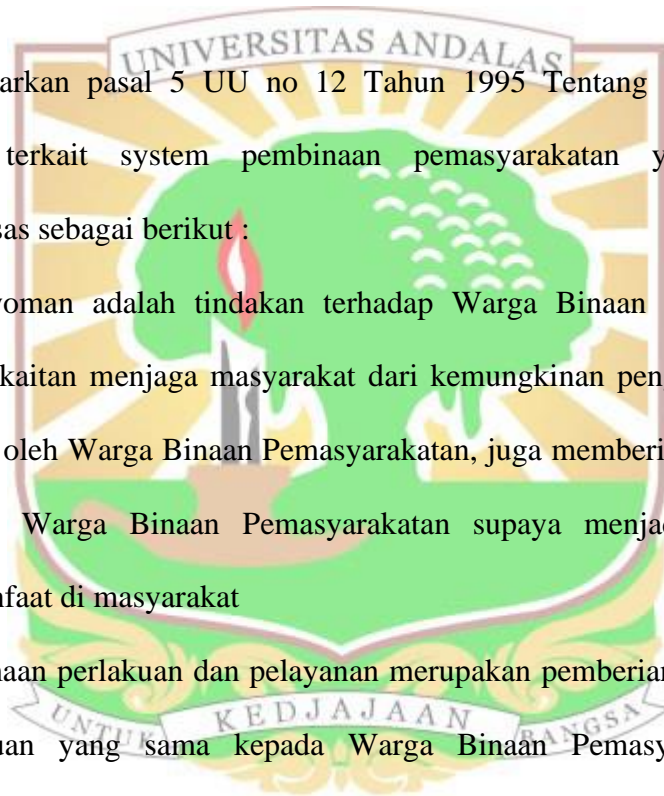 UNIVERSITAS ANDALAS
arkan pasal 5 UU no 12 Tahun 1995 Tentang
terkait system pembinaan pemasyarakatan y
sas sebagai berikut :
yoman adalah tindakan terhadap Warga Binaan
kaitan menjaga masyarakat dari kemungkinan pen
oleh Warga Binaan Pemasyarakatan, juga memberi
Warga Binaan Pemasyarakatan supaya menja
nfaat di masyarakat
naan perlakuan dan pelayanan merupakan pemberian
UNTUK KEDJAJAAN BANGSA
uan yang sama kepada Warga Binaan Pemasy